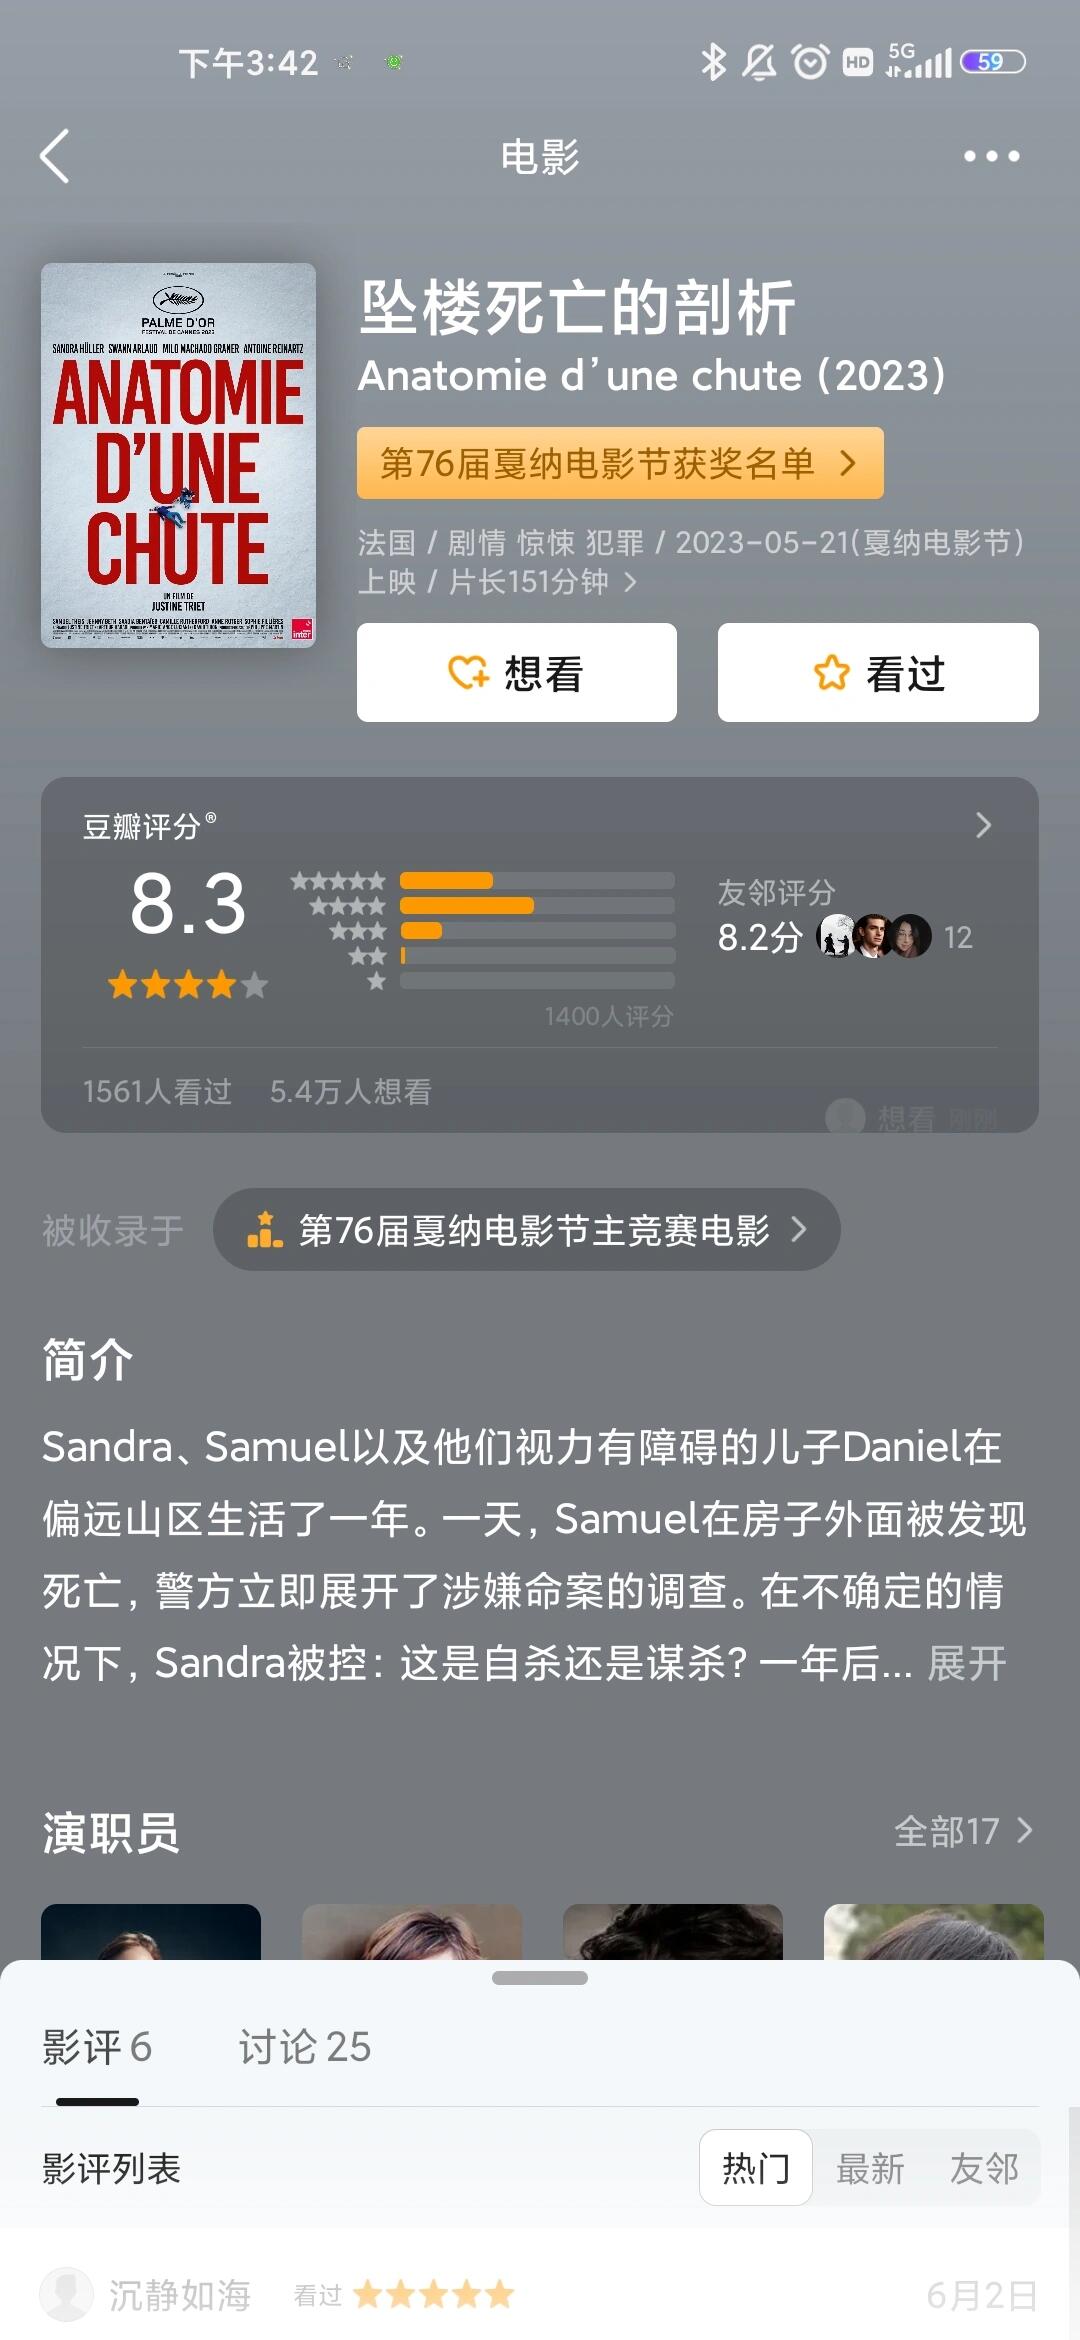 下午3:42
HD
5G
59
电影
PALME D'OR
FESTIVAL DE CANNES 2023
SANDRA HÜLLER SWANN ARLAUD MILO MACHADO GRANER ANTOINE REINARTZ
ANATOMIE
D'UNE
CHUTE
UN FILM DE
JUSTINE TRIET
inter
坠楼死亡的剖析
Anatomie d'une chute (2023)
第76届戛纳电影节获奖名单
法国 / 剧情 惊悚 犯罪 / 2023-05-21(戛纳电影节)
上映 / 片长151分钟
想看
看过
豆瓣评分®
8.3
1400人评分
友邻评分
8.2分
12
1561人看过
5.4万人想看
想看 刚刚
被收录于
第76届戛纳电影节主竞赛电影
简介
Sandra、Samuel以及他们视力有障碍的儿子Daniel在
偏远山区生活了一年。一天，Samuel在房子外面被发现
死亡，警方立即展开了涉嫌命案的调查。在不确定的情
况下，Sandra被控：这是自杀还是谋杀？一年后... 展开
演职员
全部17
影评 6
讨论 25
影评列表
热门
最新
友邻
沉静如海
看过
6月2日